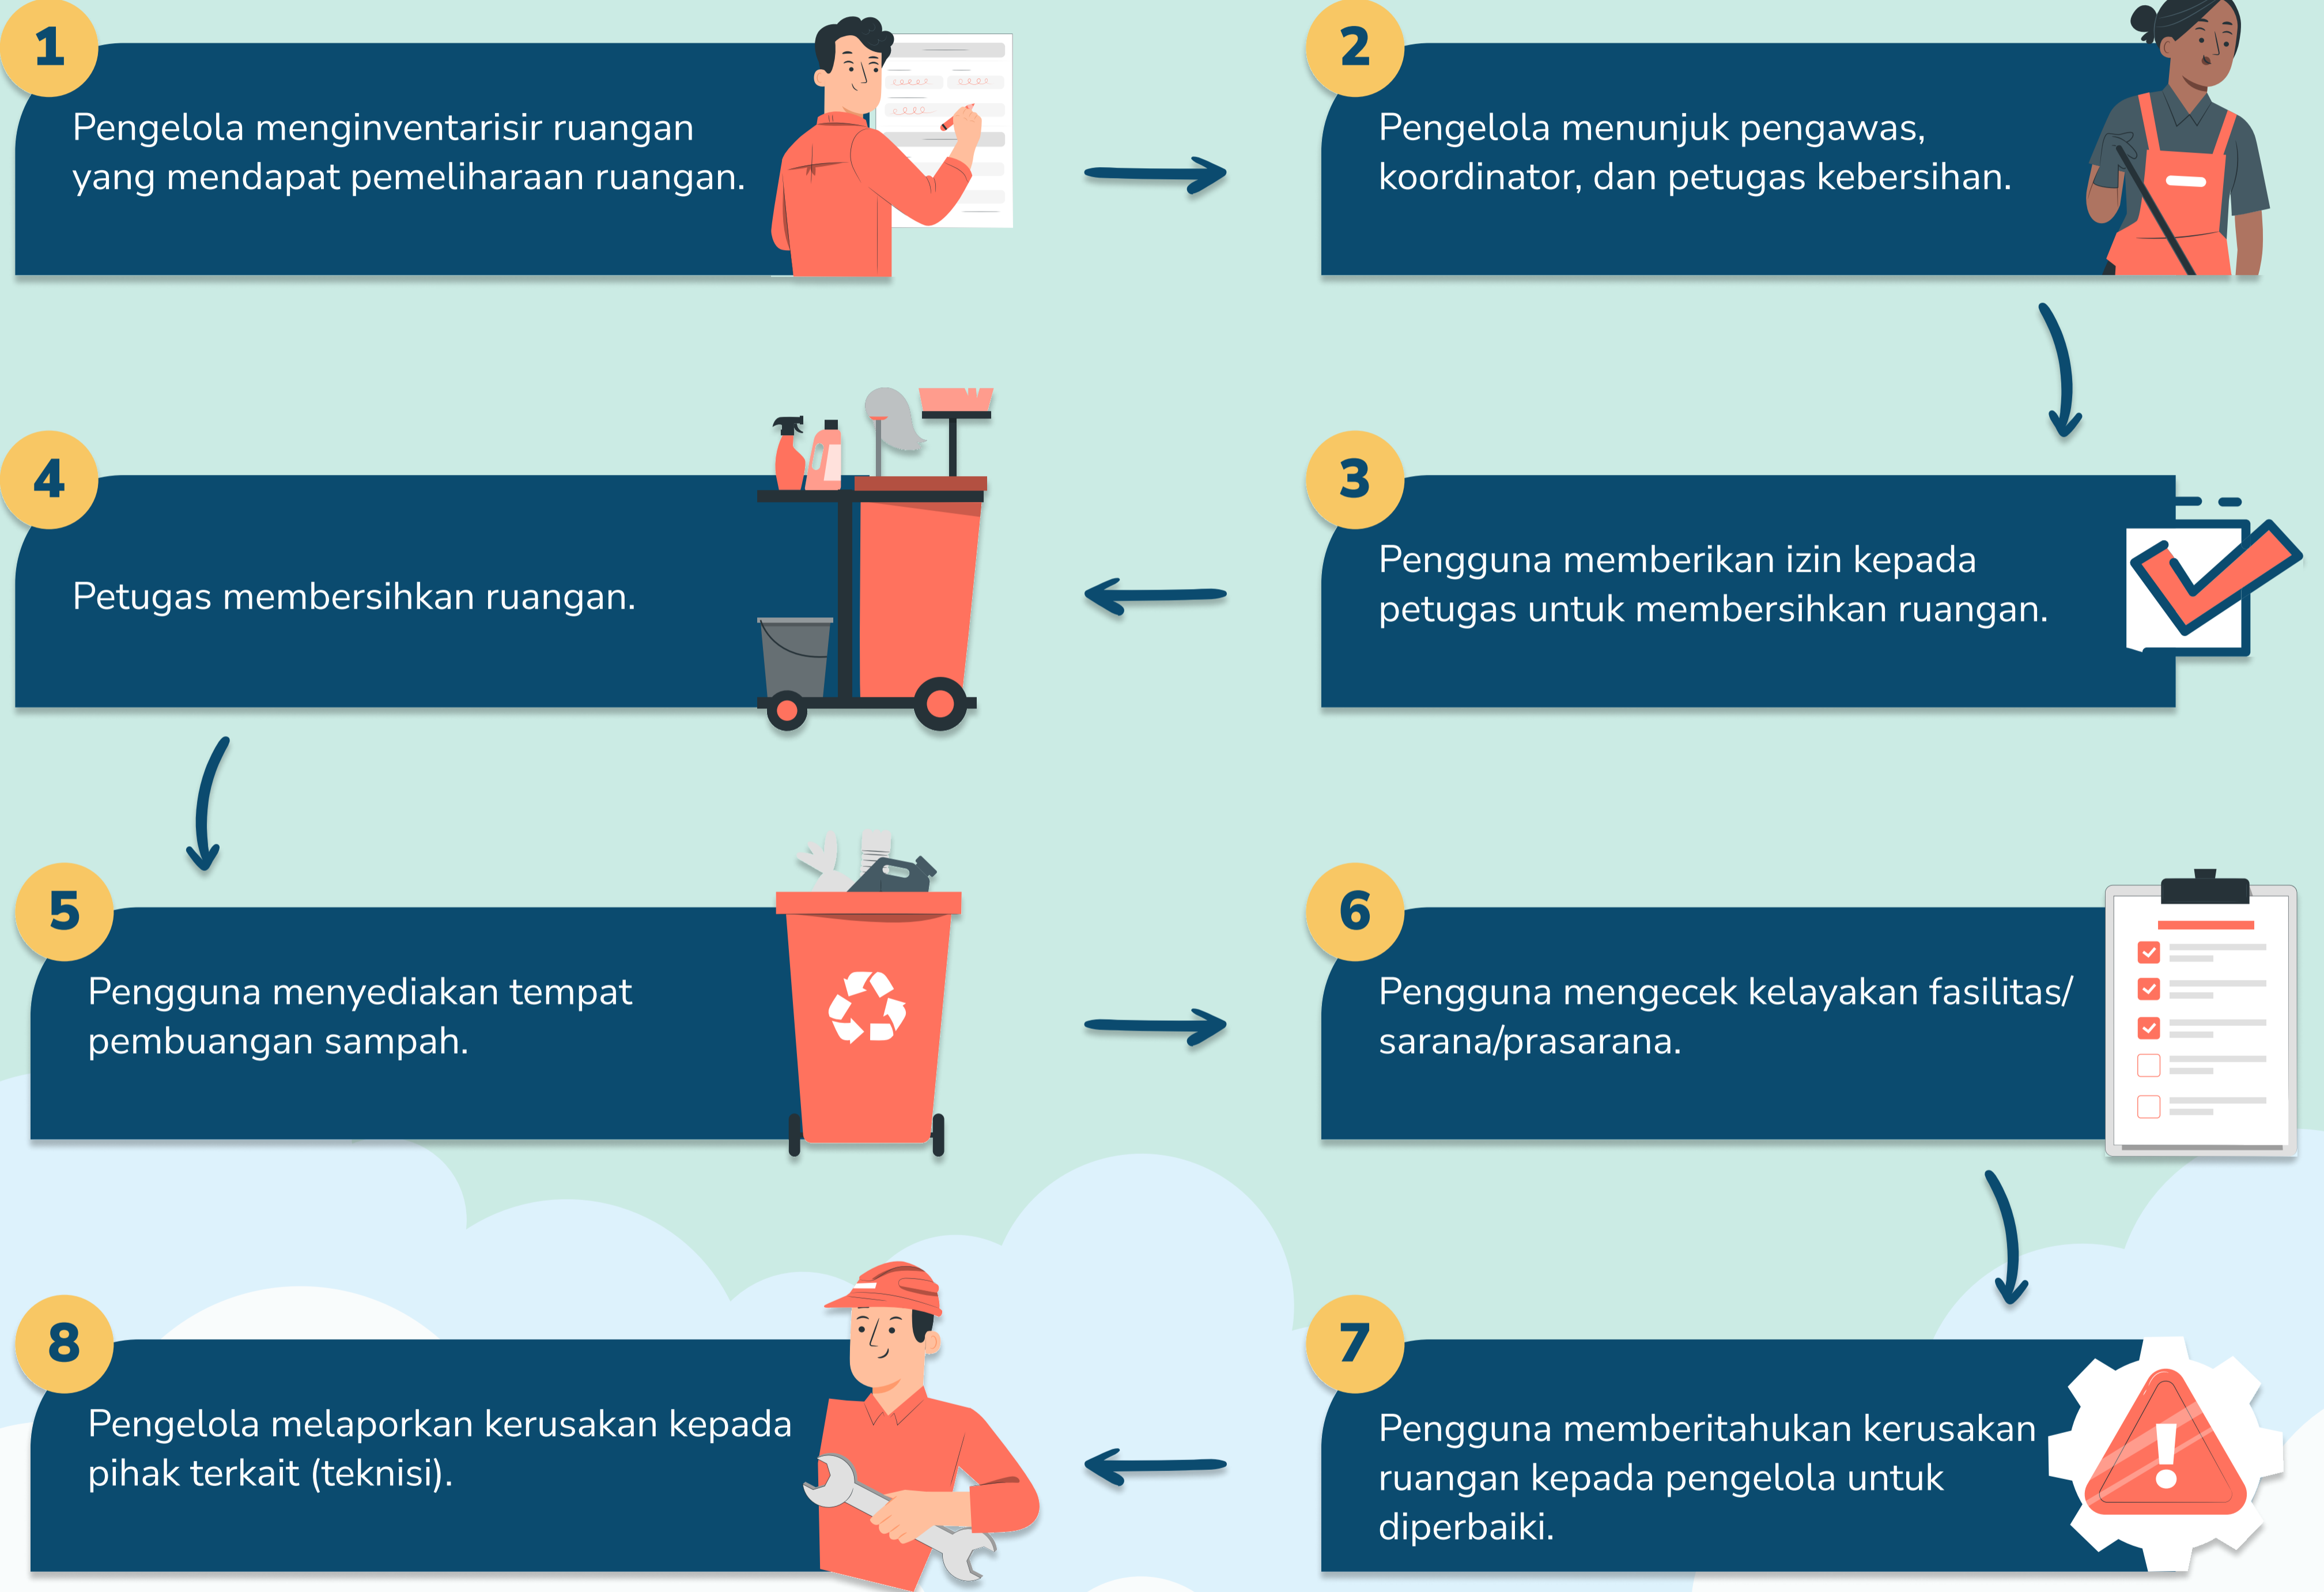 1
Pengelola menginventarisir ruangan
yang mendapat pemeliharaan ruangan.
2
Pengelola menunjuk pengawas,
koordinator, dan petugas kebersihan.
3
Pengguna memberikan izin kepada
petugas untuk membersihkan ruangan.
4
Petugas membersihkan ruangan.
5
Pengguna menyediakan tempat
pembuangan sampah.
6
Pengguna mengecek kelayakan fasilitas/
sarana/prasarana.
7
Pengguna memberitahukan kerusakan
ruangan kepada pengelola untuk
diperbaiki.
8
Pengelola melaporkan kerusakan kepada
pihak terkait (teknisi).